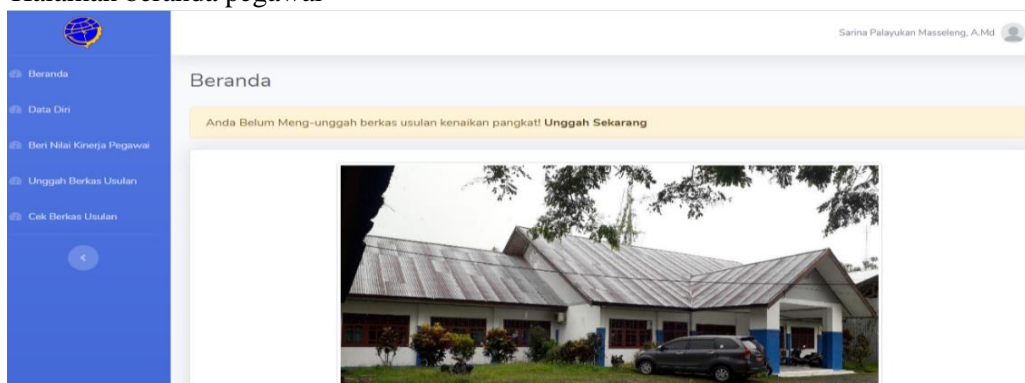 Halaman beranda pegawai
Sarina Palayukan Masseleng, A.Md
Beranda
Beranda
Data Diri
Anda Belum Meng-unggah berkas usulan kenaikan pangkat! Unggah Sekarang
Beri Nilai Kinerja Pegawai
Unggah Berkas Usulan
Cek Berkas Usulan